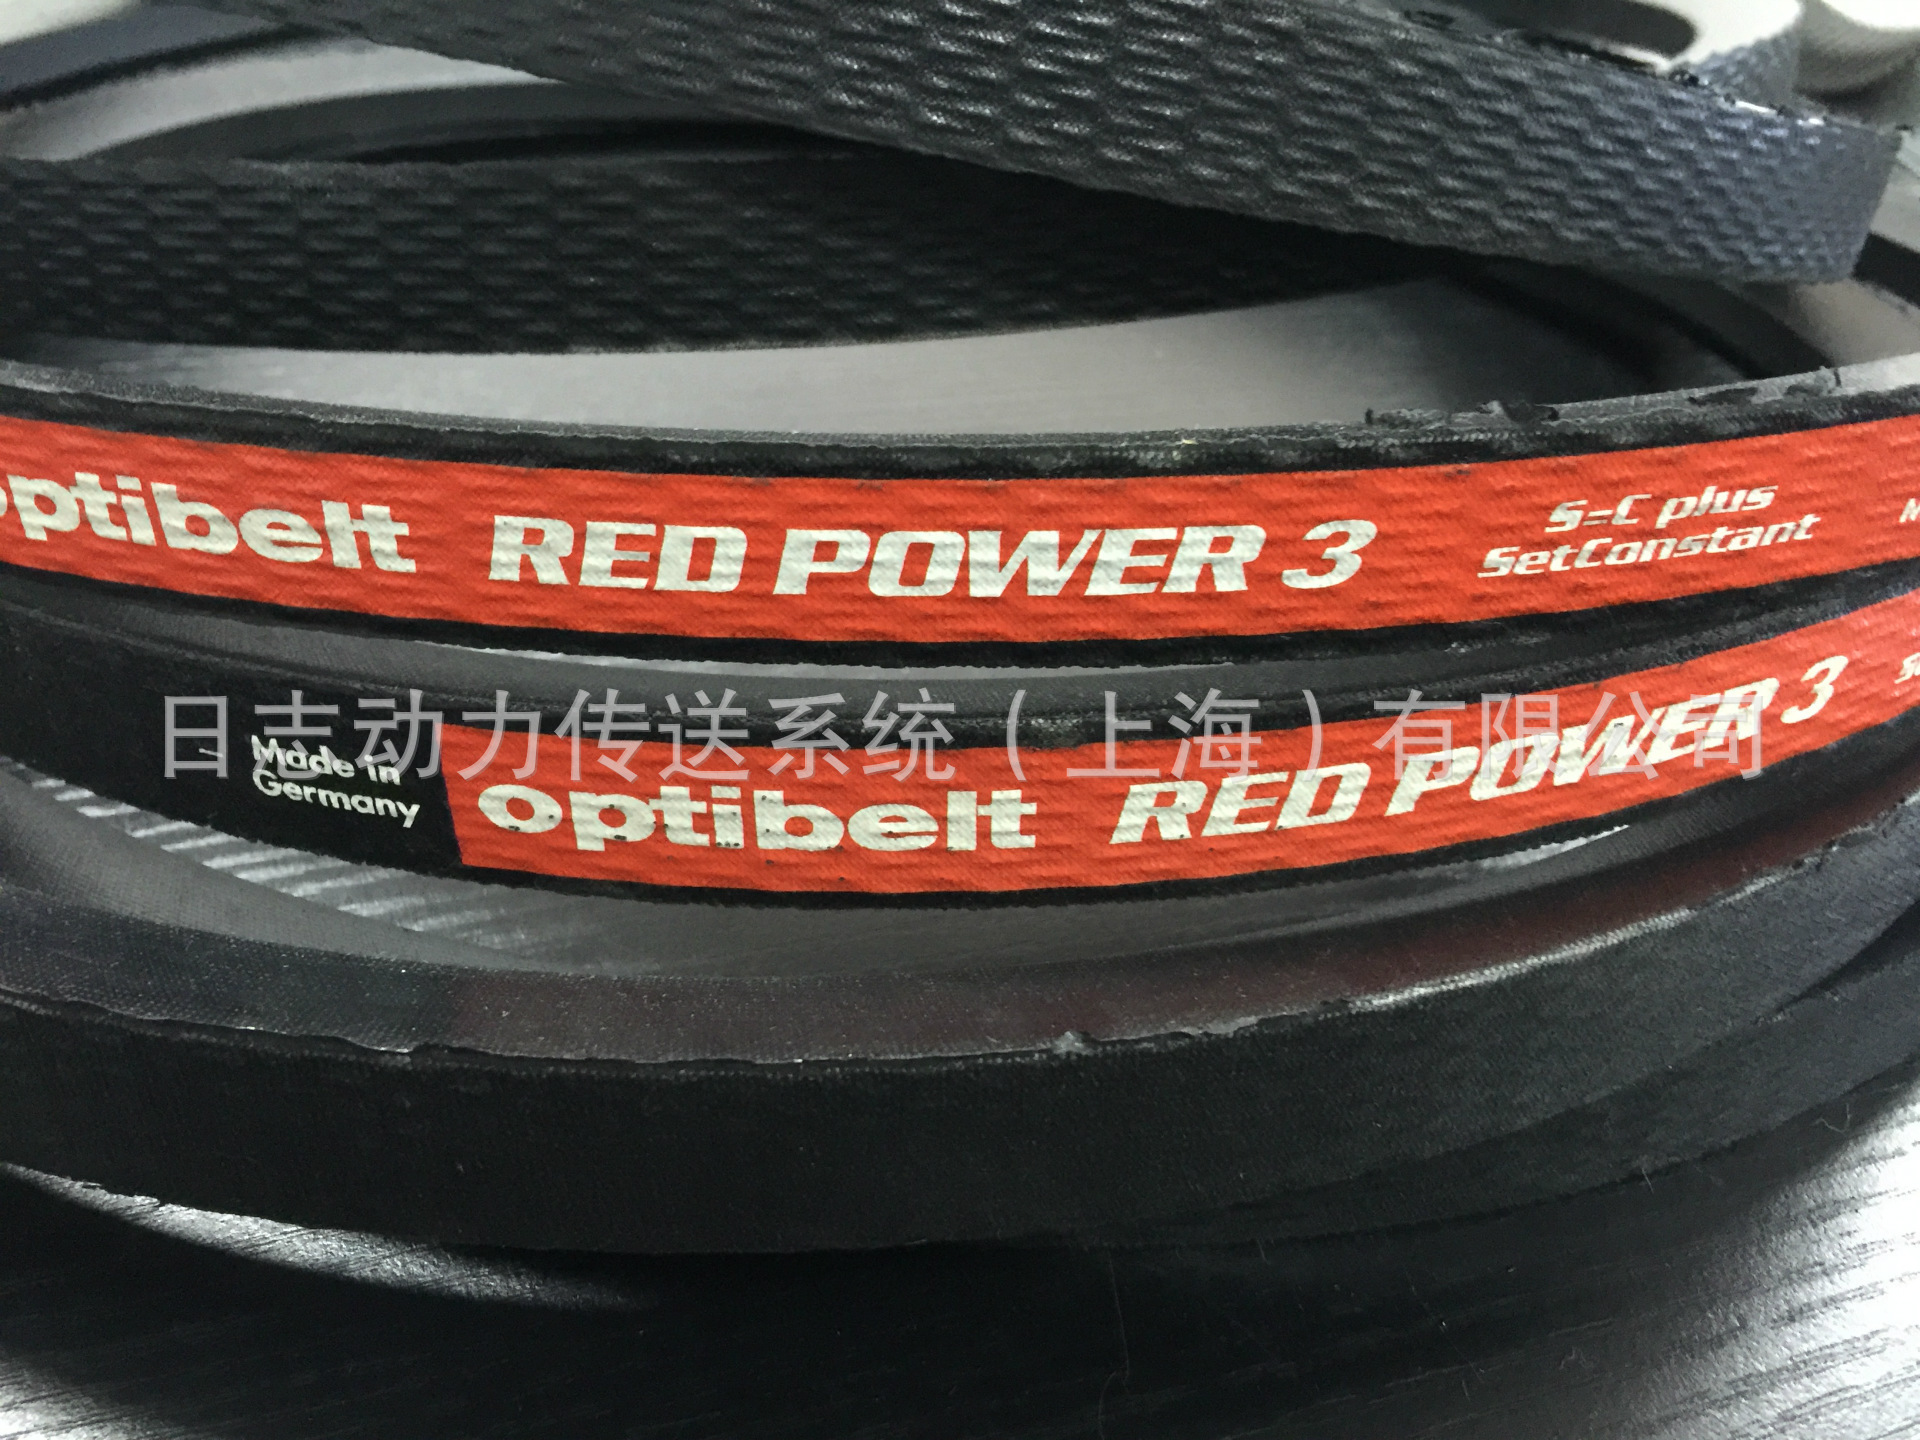 optibelt RED POWER 3 S=C plus
SetConstant
日志动力传送系统（上海）有限公司
Made in
Germany
optibelt RED POWER 3